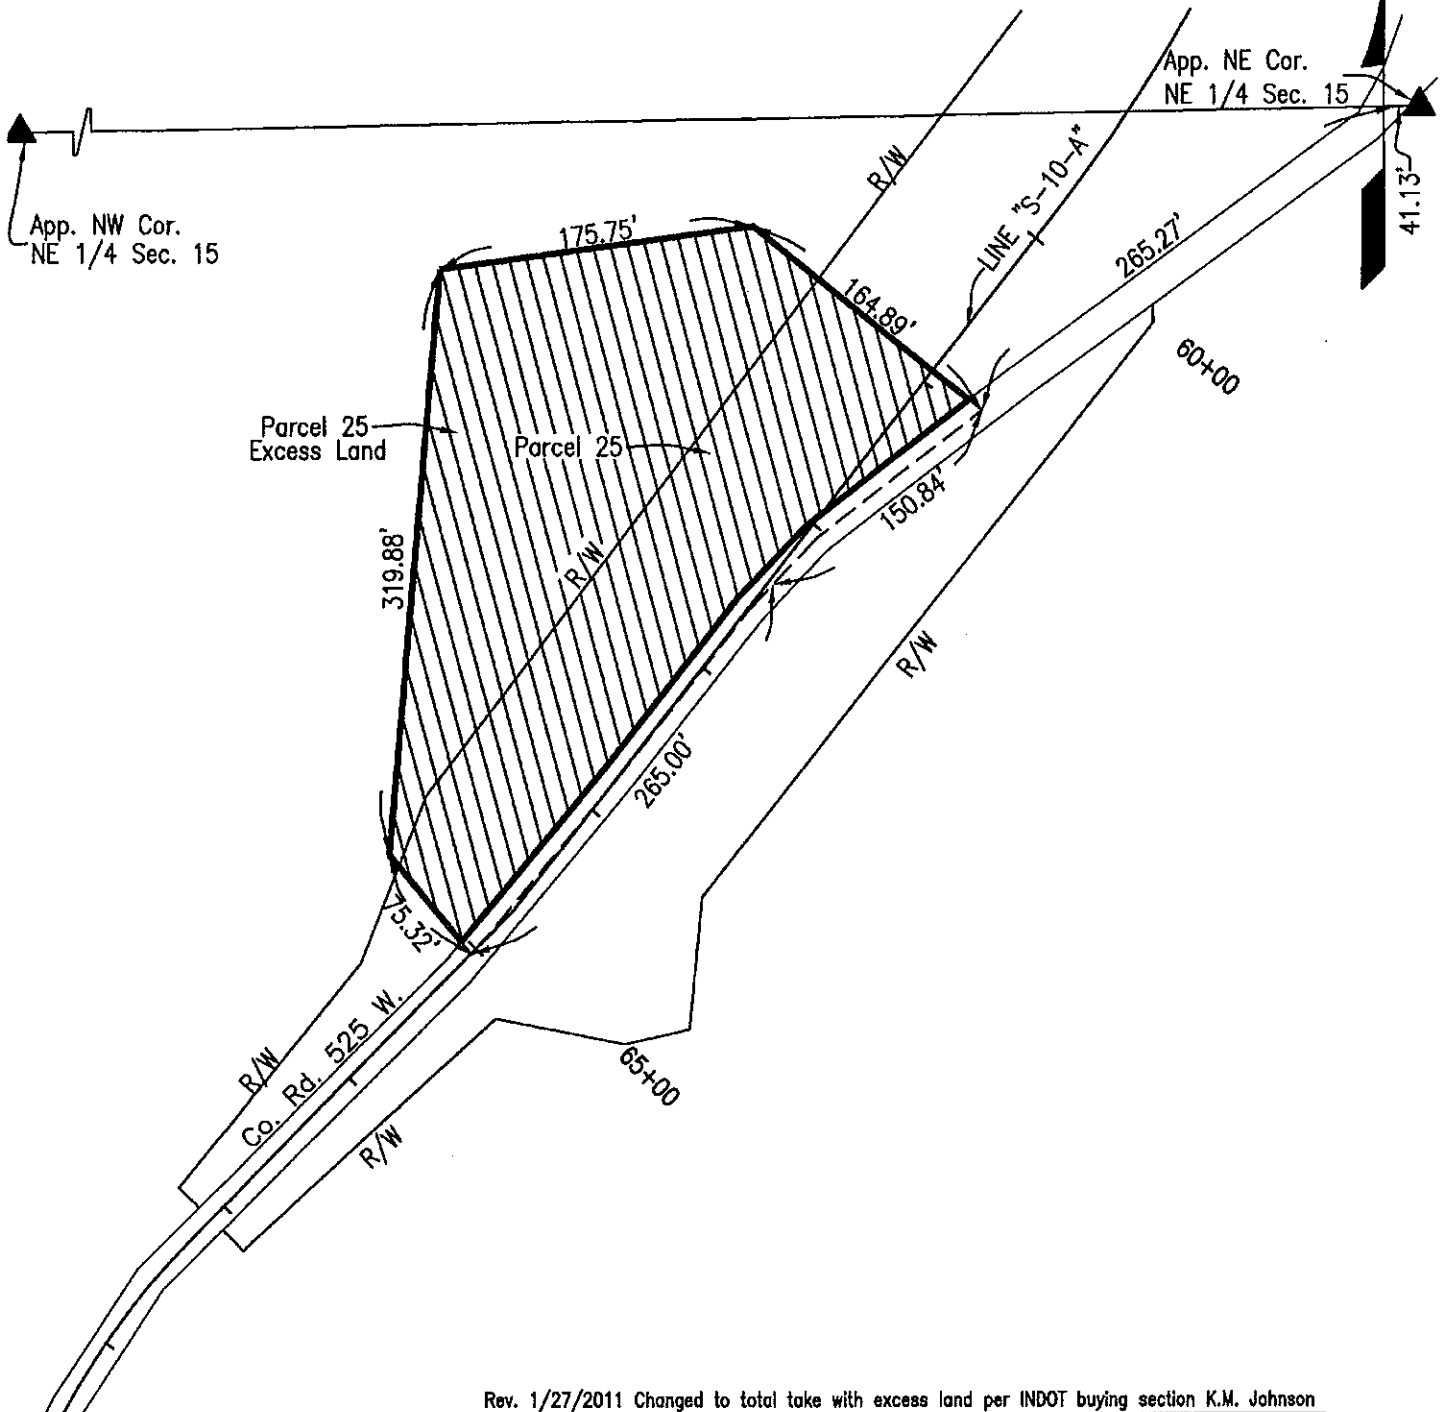 App. NE Cor.
NE 1/4 Sec. 15
R/W
LINE "S-10-A"
41.13'
App. NW Cor.
NE 1/4 Sec. 15
175.75'
265.27'
164.89'
60+00
Parcel 25
Excess Land
Parcel 25
150.84'
319.88'
R/W
R/W
265.00'
75.32'
Co. Rd. 525 W.
R/W
65+00
R/W
Rev. 1/27/2011 Changed to total take with excess land per INDOT buying section K.M. Johnson